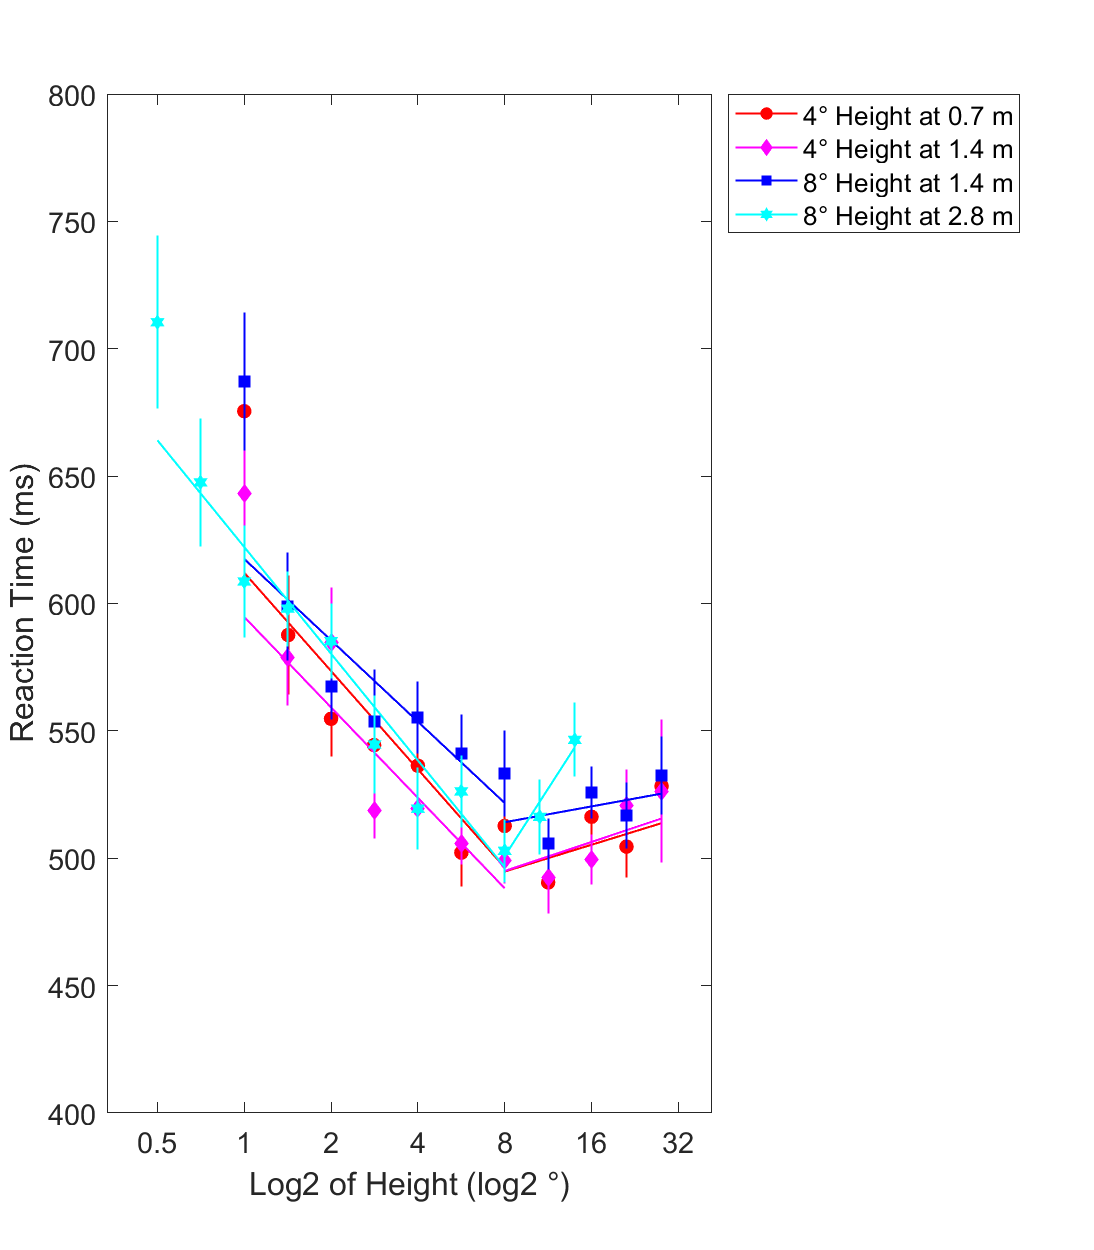 800
750
700
650
600
550
500
450
400
Reaction Time (ms)
0.5 1 2 4 8 16 32
Log2 of Height (log2 °)
4° Height at 0.7 m
4° Height at 1.4 m
8° Height at 1.4 m
8° Height at 2.8 m